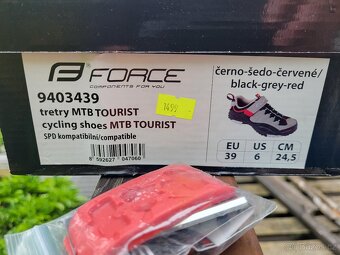 FORCE
COMPONENTS FOR YOU
1499
černo-šedo-červené/
black-grey-red
9403439
tretry MTB TOURIST
cycling shoes MTB TOURIST
SPD kompatibilní/compatible
8 592627 047060
EU US CM
39 6 24,5